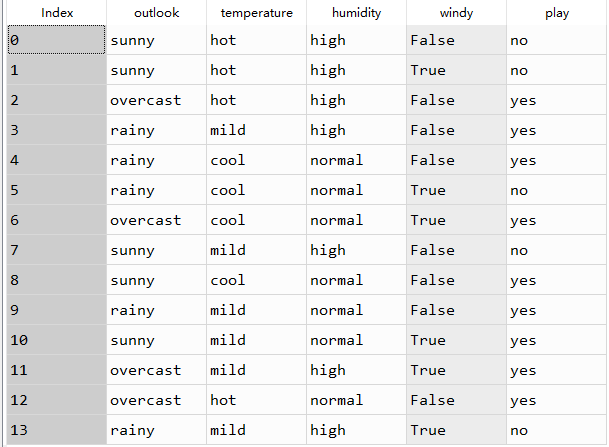 Index outlook temperature humidity windy play
0 sunny hot high False no
1 sunny hot high True no
2 overcast hot high False yes
3 rainy mild high False yes
4 rainy cool normal False yes
5 rainy cool normal True no
6 overcast cool normal True yes
7 sunny mild high False no
8 sunny cool normal False yes
9 rainy mild normal False yes
10 sunny mild normal True yes
11 overcast mild high True yes
12 overcast hot normal False yes
13 rainy mild high True no